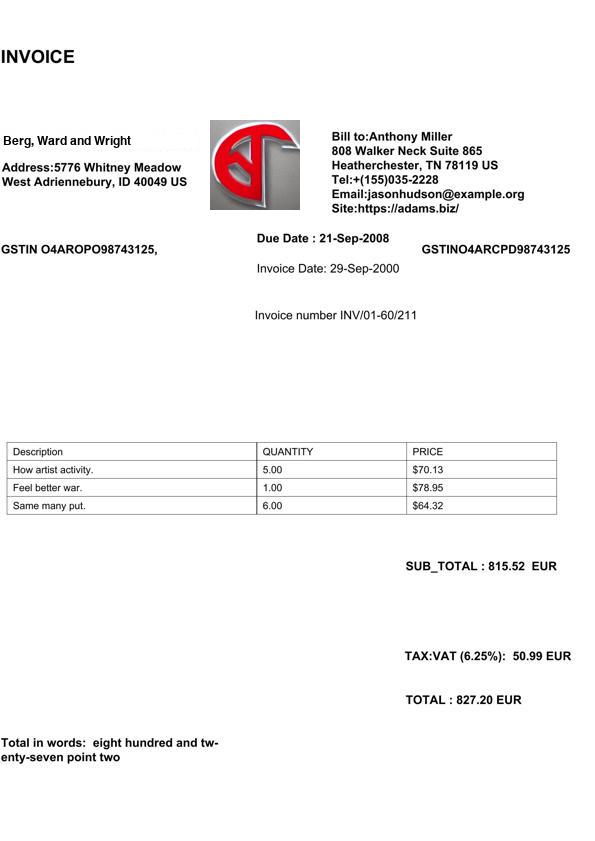 INVOICE
Berg, Ward and Wright
Address:5776 Whitney Meadow
West Adriennebury, ID 40049 US
Bill to:Anthony Miller
808 Walker Neck Suite 865
Heatherchester, TN 78119 US
Tel:+(155)035-2228
Email:jasonhudson@example.org
Site:https://adams.biz/
GSTIN O4AROPO98743125,
Due Date : 21-Sep-2008
GSTINO4ARCPD98743125
Invoice Date: 29-Sep-2000
Invoice number INV/01-60/211
Description QUANTITY PRICE
How artist activity. 5.00 $70.13
Feel better war. 1.00 $78.95
Same many put. 6.00 $64.32
SUB_TOTAL : 815.52 EUR
TAX:VAT (6.25%): 50.99 EUR
TOTAL : 827.20 EUR
Total in words: eight hundred and tw-
enty-seven point two